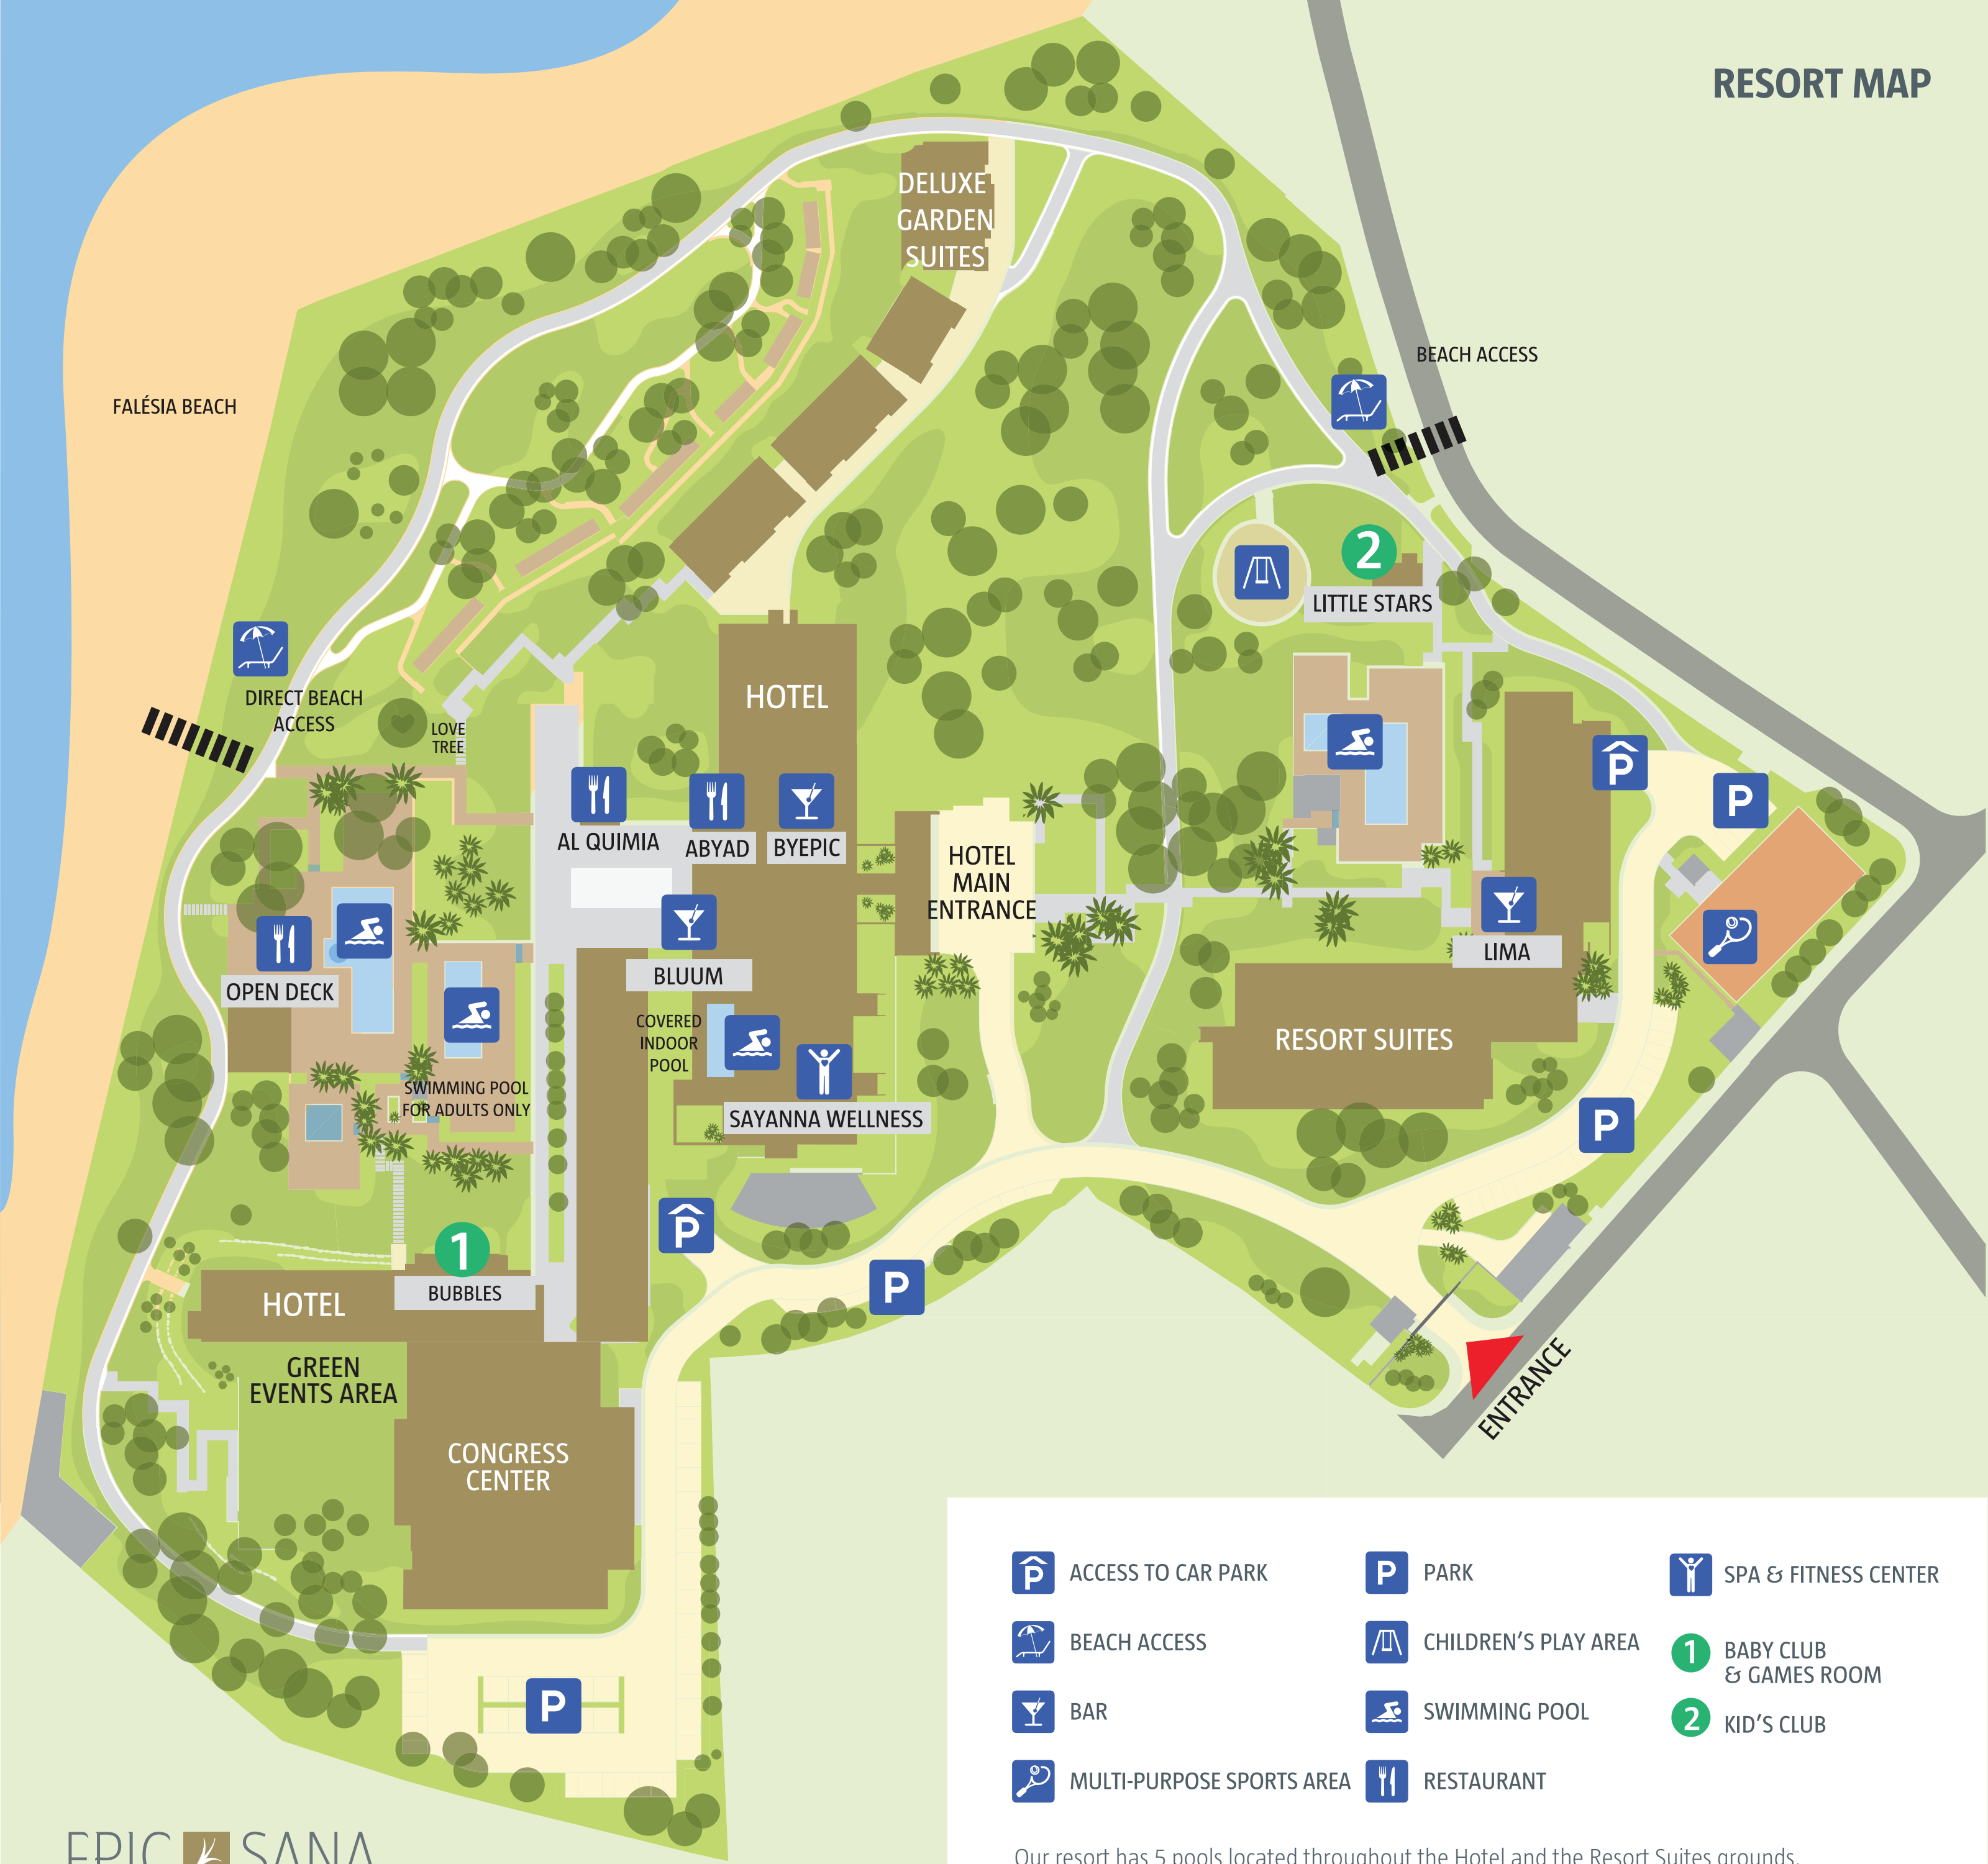 RESORT MAP
DELUXE
GARDEN
SUITES
BEACH ACCESS
FALÉSIA BEACH
2
LITTLE STARS
DIRECT BEACH
ACCESS
LOVE
TREE
HOTEL
P
P
AL QUIMIA
ABYAD
BYEPIC
HOTEL
MAIN
ENTRANCE
OPEN DECK
BLUUM
LIMA
COVERED
INDOOR
POOL
RESORT SUITES
SWIMMING POOL
FOR ADULTS ONLY
SAYANNA WELLNESS
P
P
1
BUBBLES
P
HOTEL
GREEN
EVENTS AREA
ENTRANCE
CONGRESS
CENTER
P
P ACCESS TO CAR PARK
BEACH ACCESS
BAR
MULTI-PURPOSE SPORTS AREA
P PARK
CHILDREN'S PLAY AREA
SWIMMING POOL
RESTAURANT
SPA & FITNESS CENTER
1 BABY CLUB
& GAMES ROOM
2 KID'S CLUB
Our resort has 5 pools located throughout the Hotel and the Resort Suites grounds.
EPIC SANA